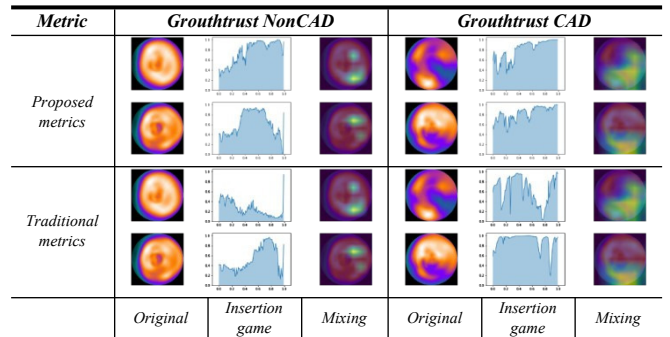 Metric Grouthtrust NonCAD Grouthtrust CAD
Proposed
metrics
Traditional
metrics
Original Insertion
game Mixing Original Insertion
game Mixing